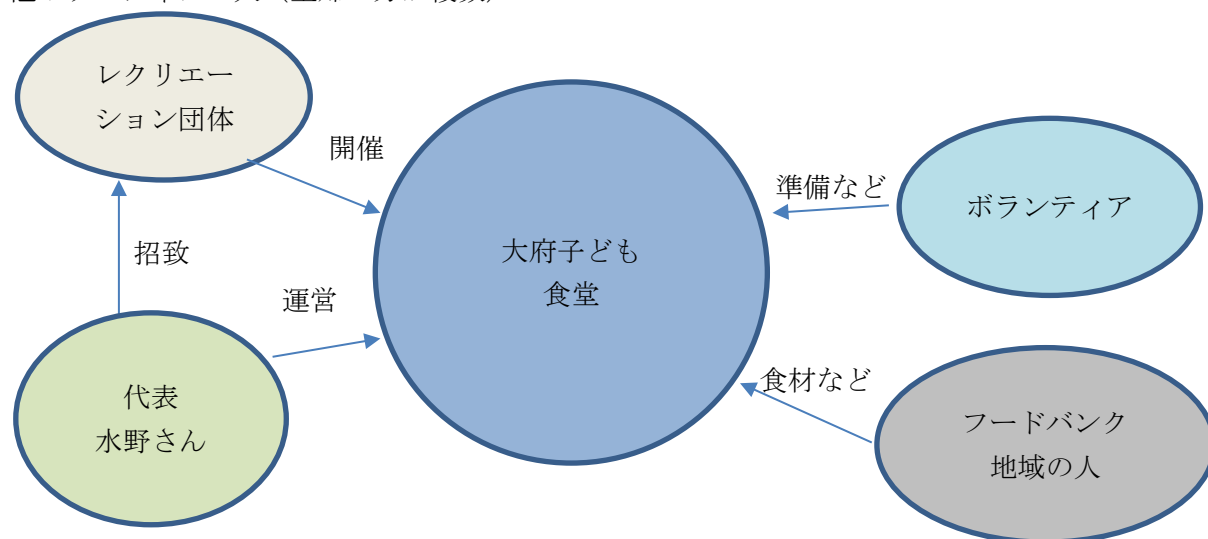 レクリエー
ション団体
開催
招致
運営
代表
水野さん
大府子ども
食堂
準備など
ボランティア
食材など
フードバンク
地域の人